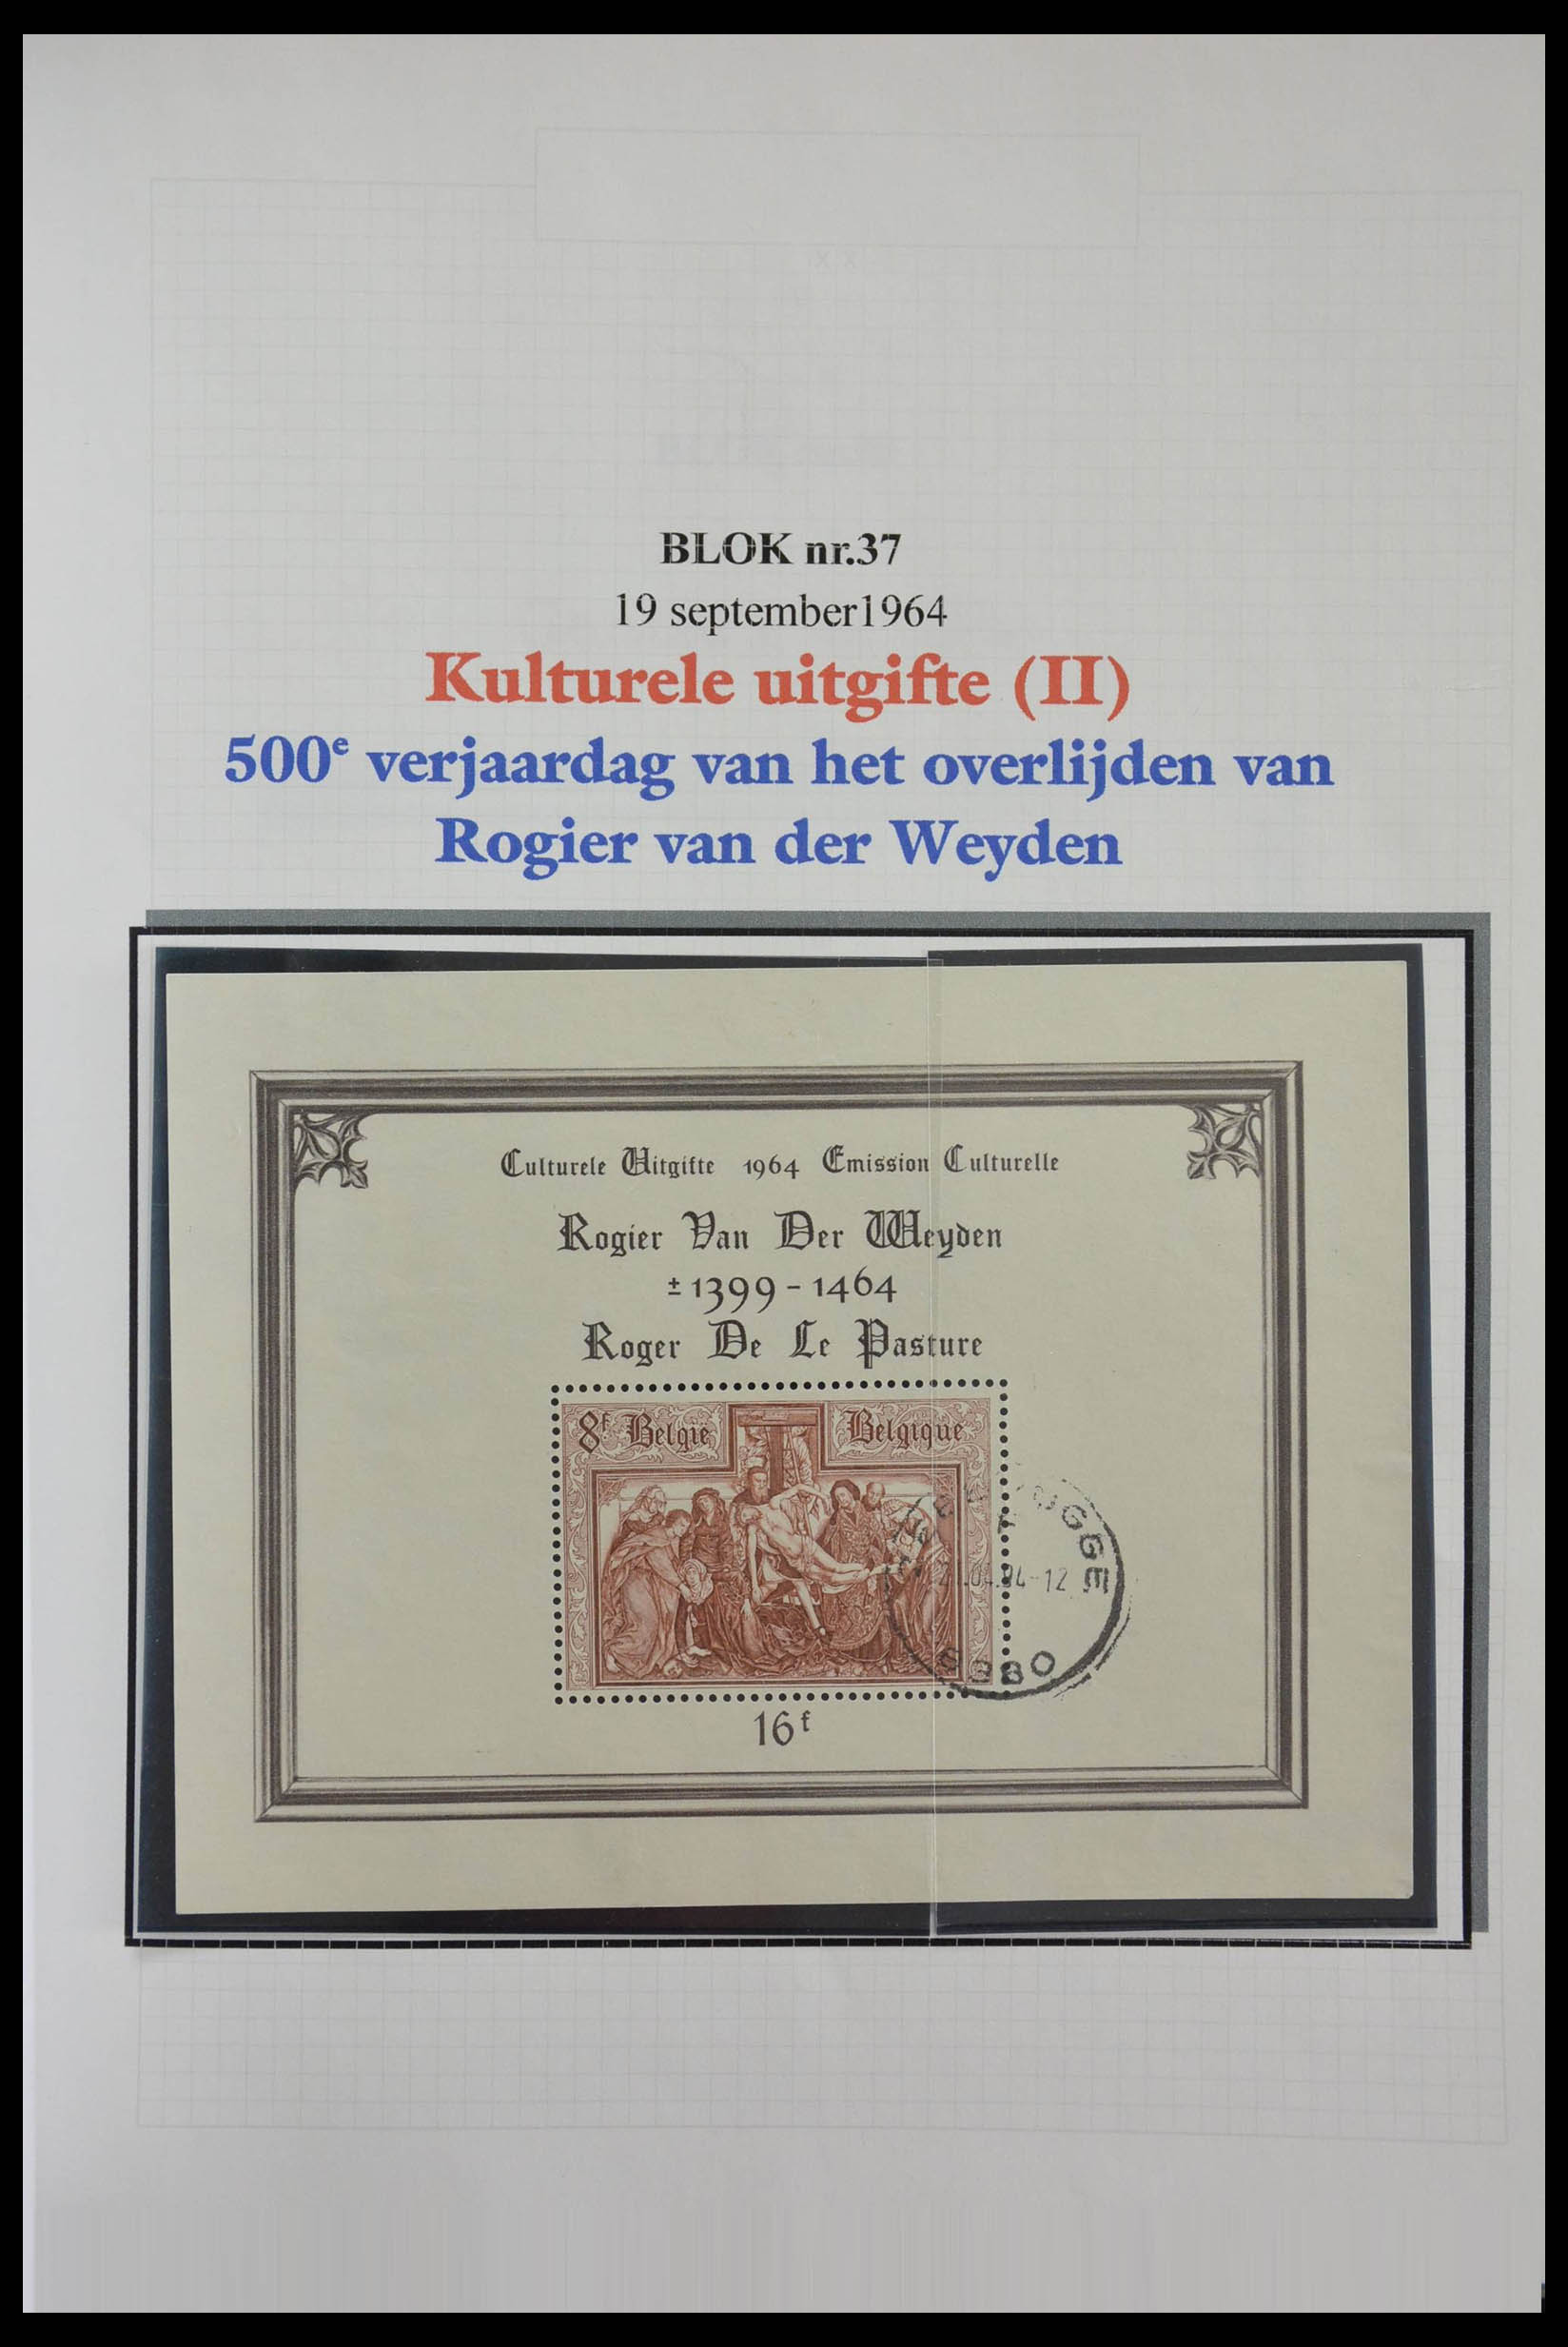 BLOK nr.37
19 september1964
Kulturele uitgifte (II)
500e verjaardag van het overlijden van
Rogier van der Weyden
Culturele Uitgifte 1964 Emission Culturelle
Rogier Van Der Weyden
± 1399 - 1464
Roger De Le Pasture
8F België Belgique
16f